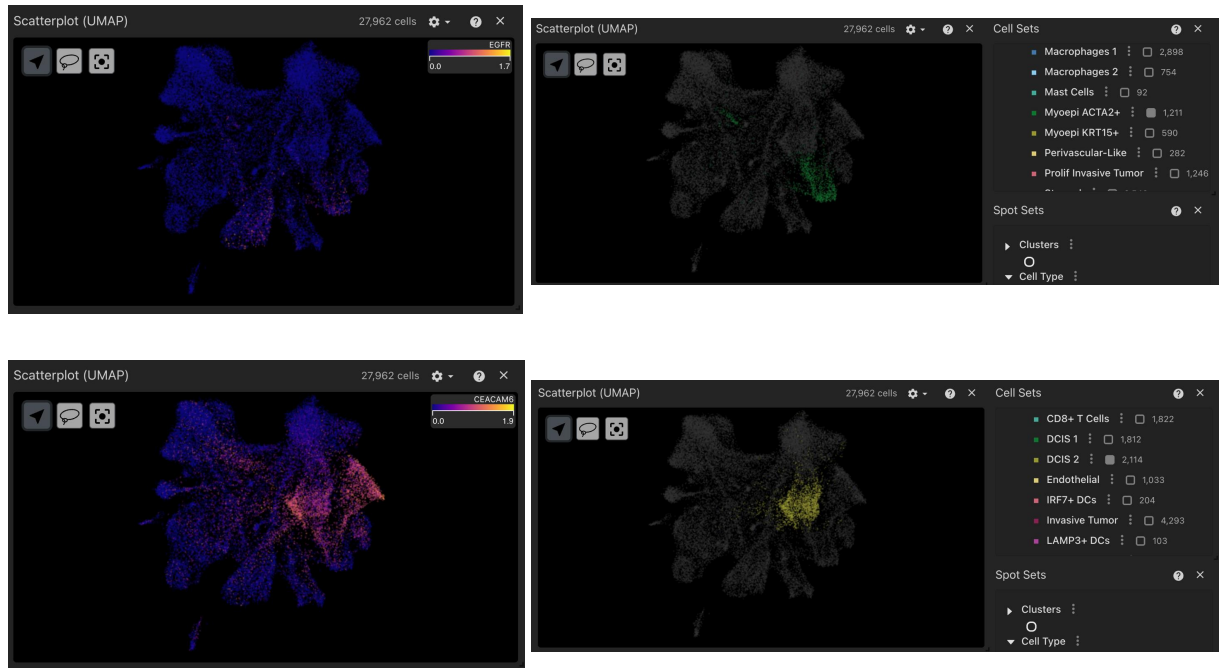 Scatterplot (UMAP) 27,962 cells
EGFR
0.0 1.7
Scatterplot (UMAP) 27,962 cells
Cell Sets
Macrophages 1 2,898
Macrophages 2 754
Mast Cells 92
Myoepi ACTA2+ 1,211
Myoepi KRT15+ 590
Perivascular-Like 282
Prolif Invasive Tumor 1,246
Spot Sets
Clusters
Cell Type
Scatterplot (UMAP) 27,962 cells
CEACAM6
0.0 1.9
Scatterplot (UMAP) 27,962 cells
Cell Sets
CD8+ T Cells 1,822
DCIS 1 1,812
DCIS 2 2,114
Endothelial 1,033
IRF7+ DCs 204
Invasive Tumor 4,293
LAMP3+ DCs 103
Spot Sets
Clusters
Cell Type